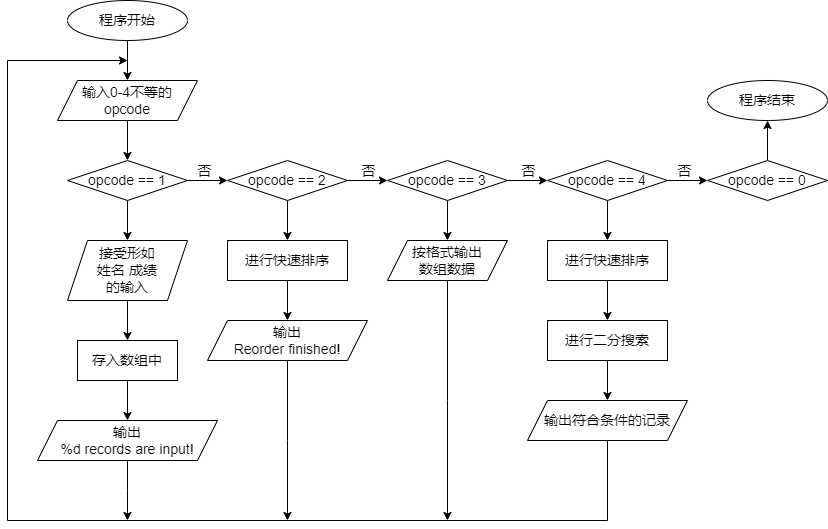 程序开始
输入0-4不等的
opcode
程序结束
opcode == 1
否
opcode == 2
否
opcode == 3
否
opcode == 4
否
opcode == 0
接受形如
姓名 成绩
的输入
进行快速排序
按格式输出
数组数据
进行快速排序
存入数组中
输出
Reorder finished!
进行二分搜索
输出
%d records are input!
输出符合条件的记录